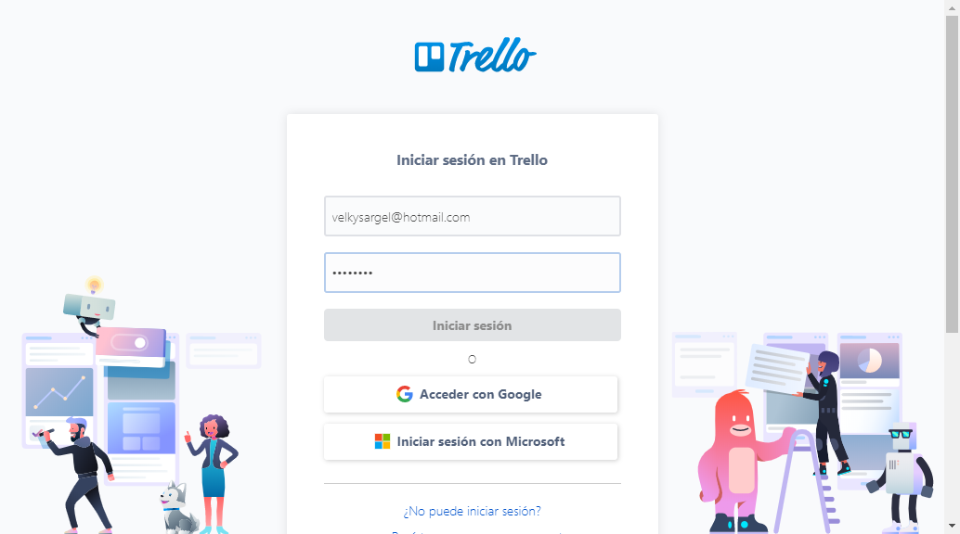 Trello
Iniciar sesión en Trello
velkysargel@hotmail.com
••••••••
Iniciar sesión
O
Acceder con Google
Iniciar sesión con Microsoft
¿No puede iniciar sesión?